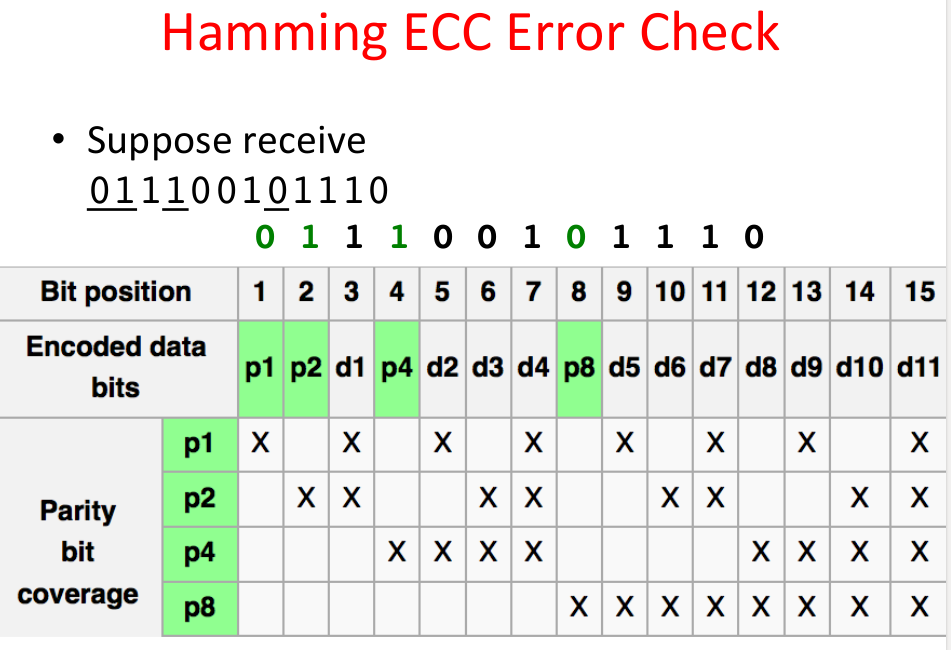 Hamming ECC Error Check
• Suppose receive
011100101110
0 1 1 1 0 0 1 0 1 1 1 0
Bit position 1 2 3 4 5 6 7 8 9 10 11 12 13 14 15
Encoded data bits p1 p2 d1 p4 d2 d3 d4 p8 d5 d6 d7 d8 d9 d10 d11
Parity bit coverage
p1 X X X X X X X X
p2 X X X X X X X X
p4 X X X X X X X X
p8 X X X X X X X X